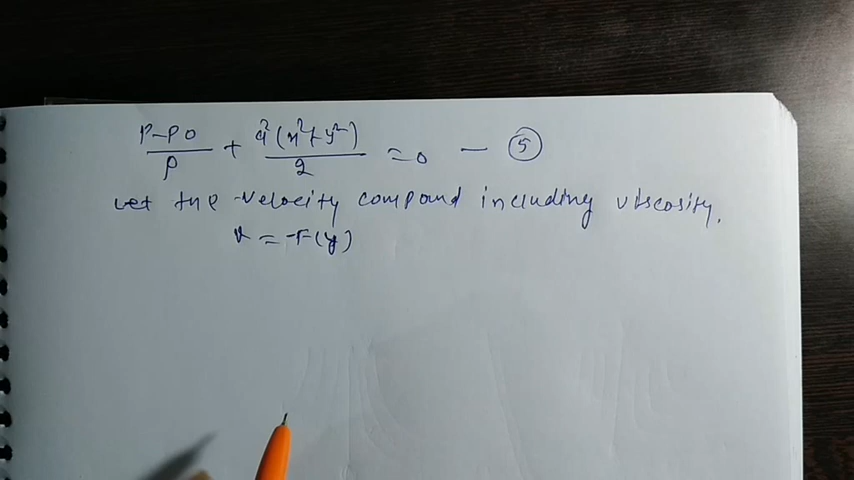 P-P0/ρ + a²(x²+y²)/2 = 0 — ⑤
Let the velocity compound including viscosity.
v = -F(y)